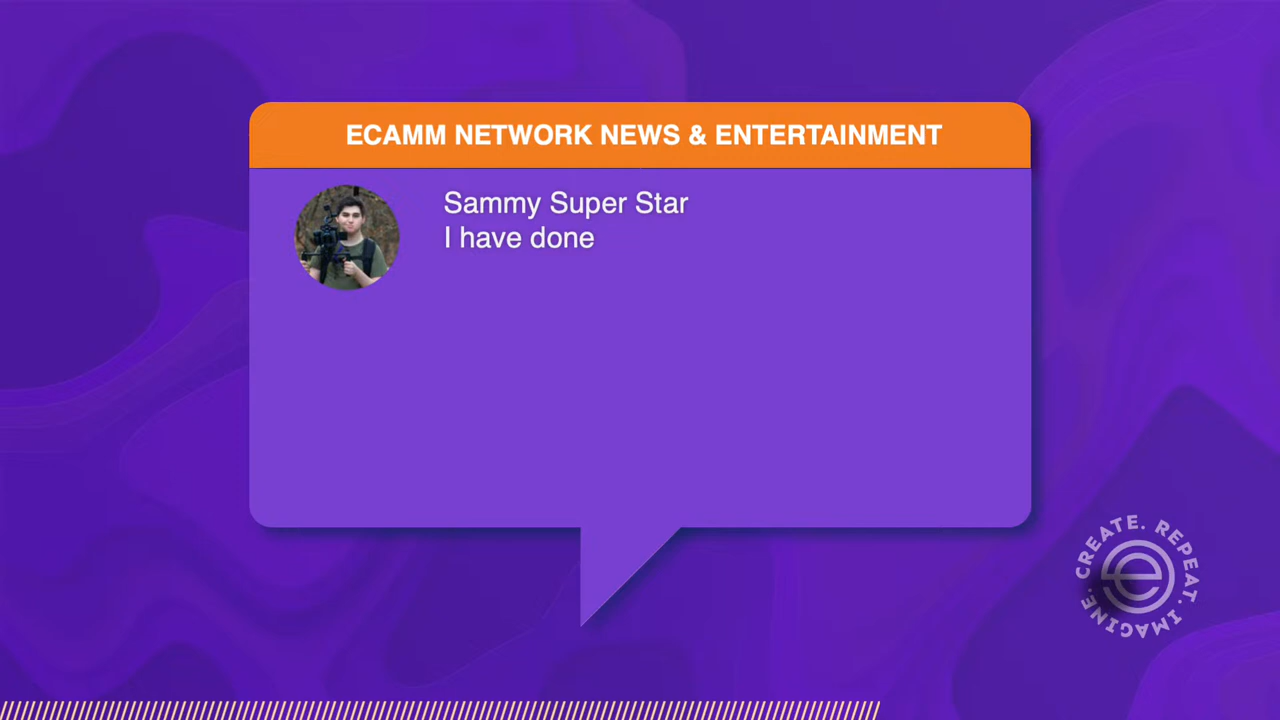 ECAMM NETWORK NEWS & ENTERTAINMENT
Sammy Super Star
I have done
CREATE. REPEAT. IMAGINE.
e